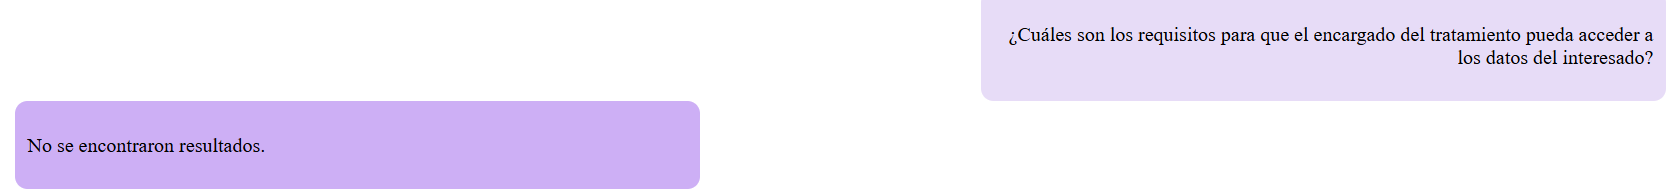 ¿Cuáles son los requisitos para que el encargado del tratamiento pueda acceder a
los datos del interesado?
No se encontraron resultados.